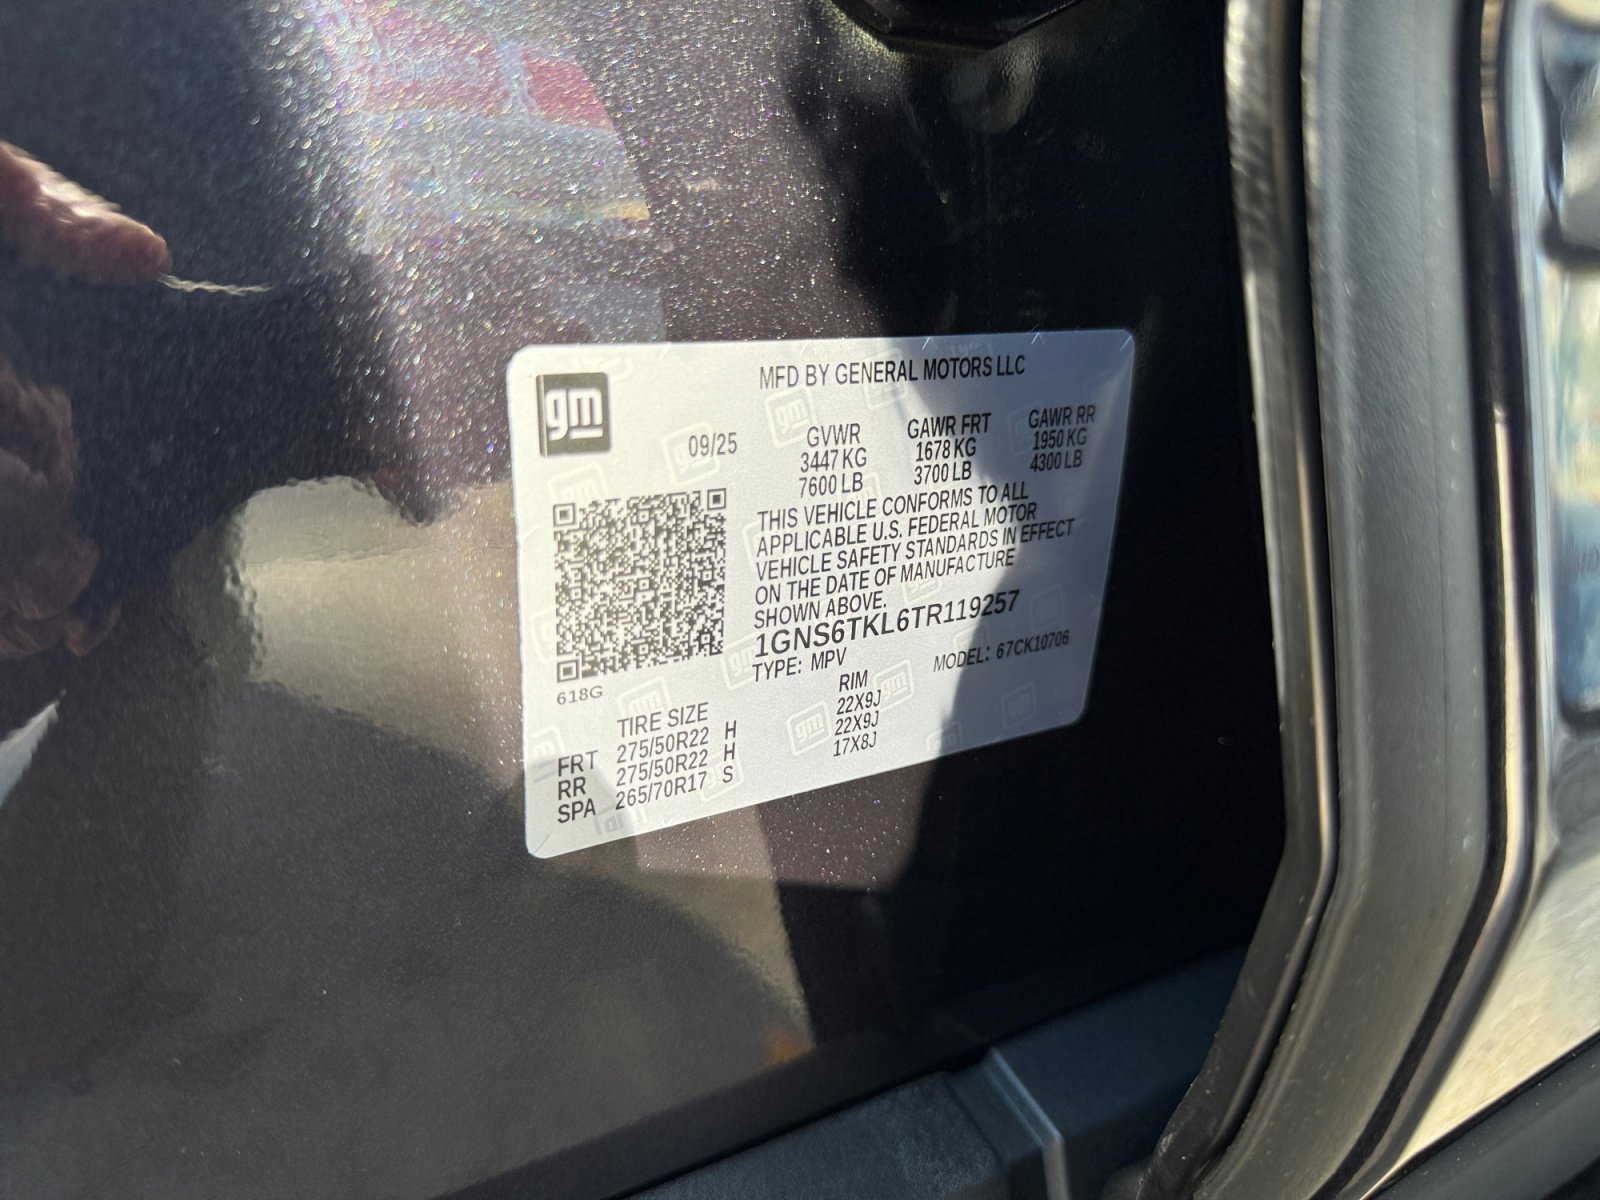 gm
MFD BY GENERAL MOTORS LLC
09/25
GVWR GAWR FRT GAWR RR
3447 KG 1678 KG 1950 KG
7600 LB 3700 LB 4300 LB
THIS VEHICLE CONFORMS TO ALL
APPLICABLE U.S. FEDERAL MOTOR
VEHICLE SAFETY STANDARDS IN EFFECT
ON THE DATE OF MANUFACTURE
SHOWN ABOVE.
1GNS6TKL6TR119257
TYPE: MPV MODEL: 67CK10706
618G
TIRE SIZE RIM
FRT 275/50R22 H 22X9J
RR 275/50R22 H 22X9J
SPA 265/70R17 S 17X8J